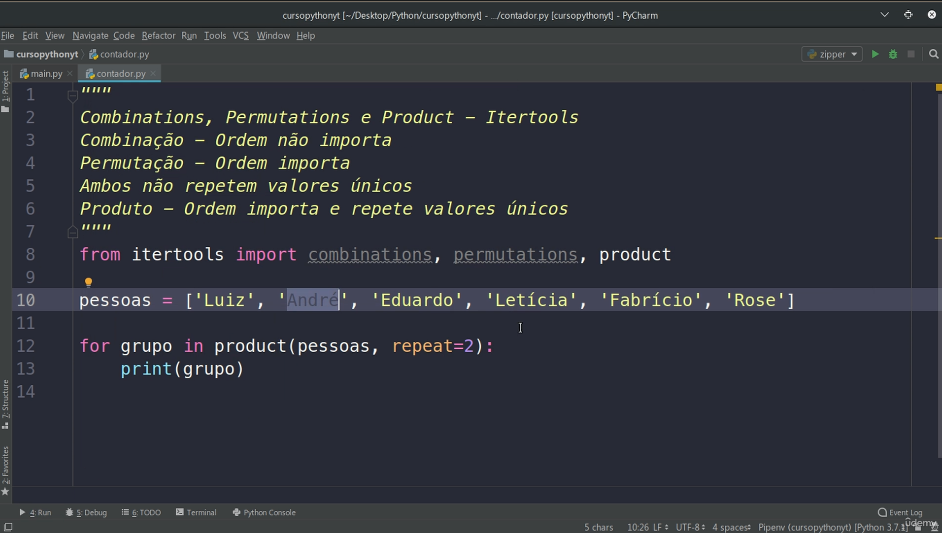 cursopythonyt [~/Desktop/Python/cursopythonyt] - .../contador.py [cursopythonyt] - PyCharm
File Edit View Navigate Code Refactor Run Tools VCS Window Help
cursopythonyt contador.py zipper
main.py contador.py
1: Project
1 """
2 Combinations, Permutations e Product - Itertools
3 Combinação - Ordem não importa
4 Permutação - Ordem importa
5 Ambos não repetem valores únicos
6 Produto - Ordem importa e repete valores únicos
7 """
8 from itertools import combinations, permutations, product
9
10 pessoas = ['Luiz', 'André', 'Eduardo', 'Letícia', 'Fabrício', 'Rose']
11
12 for grupo in product(pessoas, repeat=2):
13 print(grupo)
14
7: Structure
2: Favorites
4: Run 5: Debug 6: TODO Terminal Python Console Event Log
5 chars 10:26 LF UTF-8 4 spaces Pipenv (cursopythonyt) [Python 3.7.1]
udemy